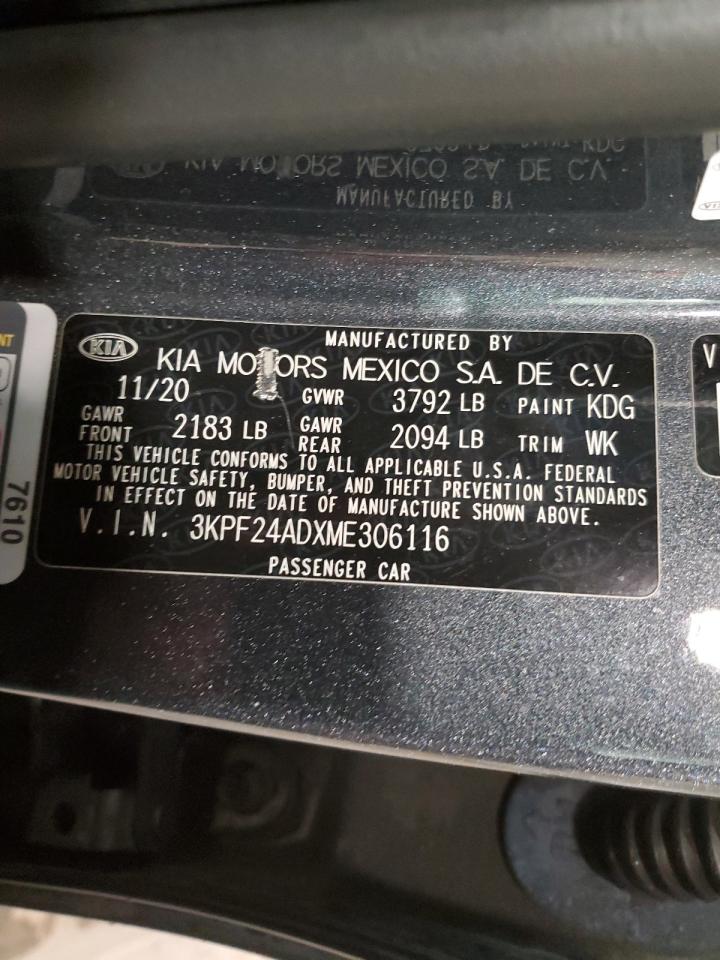 KIA MOTORS MEXICO S.A. DE C.V.
MANUFACTURED BY
MANUFACTURED BY
KIA
KIA MOTORS MEXICO S.A. DE C.V.
11/20 GVWR 3792 LB PAINT KDG
GAWR FRONT 2183 LB GAWR REAR 2094 LB TRIM WK
THIS VEHICLE CONFORMS TO ALL APPLICABLE U.S.A. FEDERAL
MOTOR VEHICLE SAFETY, BUMPER, AND THEFT PREVENTION STANDARDS
IN EFFECT ON THE DATE OF MANUFACTURE SHOWN ABOVE.
V.I.N. 3KPF24ADXME306116
PASSENGER CAR
7610